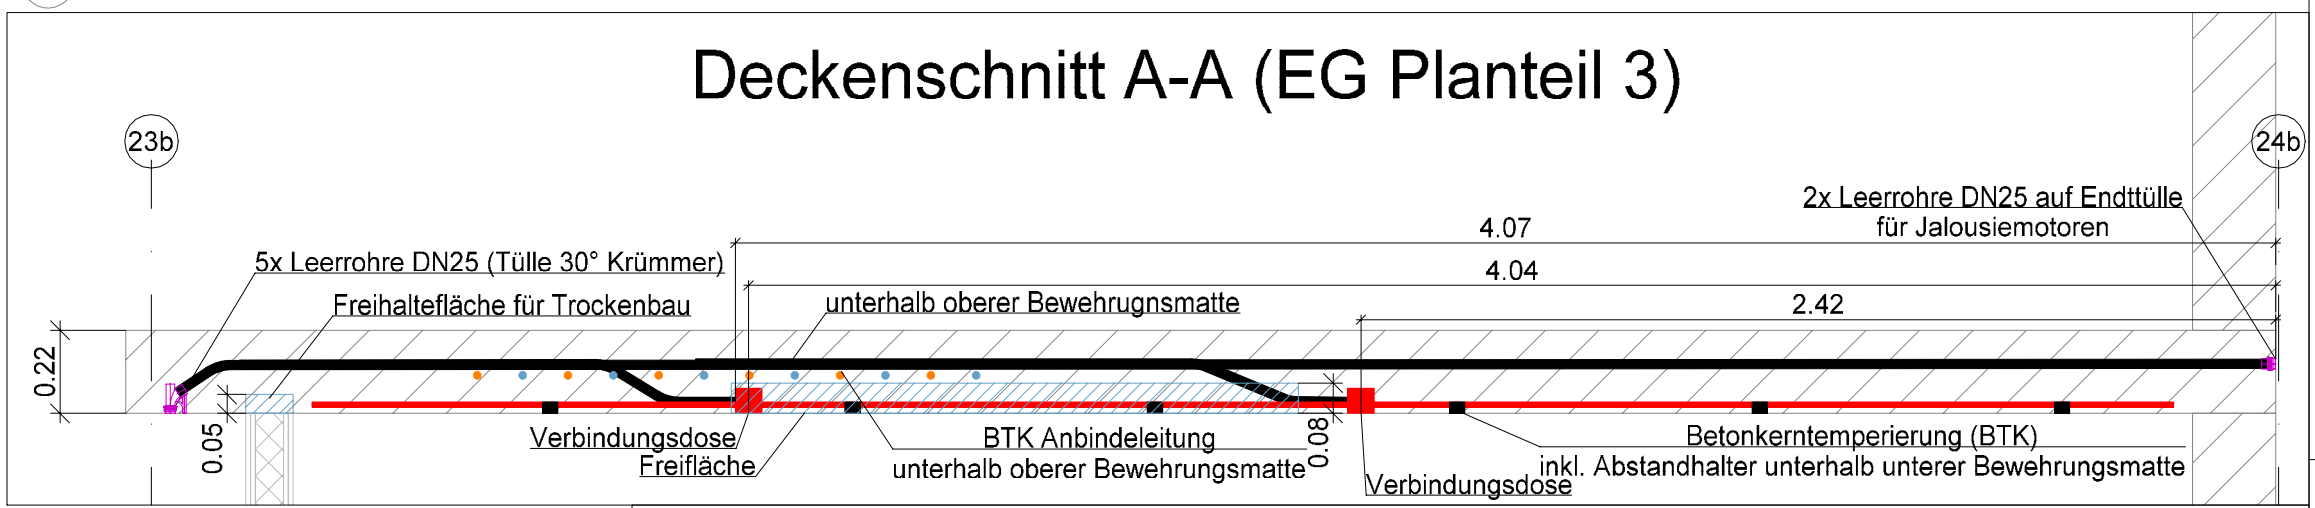 Deckenschnitt A-A (EG Planteil 3)
23b
24b
2x Leerrohre DN25 auf Endttülle
für Jalousiemotoren
4.07
5x Leerrohre DN25 (Tülle 30° Krümmer)
4.04
Freihaltefläche für Trockenbau
unterhalb oberer Bewehrugnsmatte
2.42
0.22
0.05
Verbindungsdose
Freifläche
BTK Anbindeleitung
unterhalb oberer Bewehrungsmatte
0.08
Verbindungsdose
Betonkerntemperierung (BTK)
inkl. Abstandhalter unterhalb unterer Bewehrungsmatte